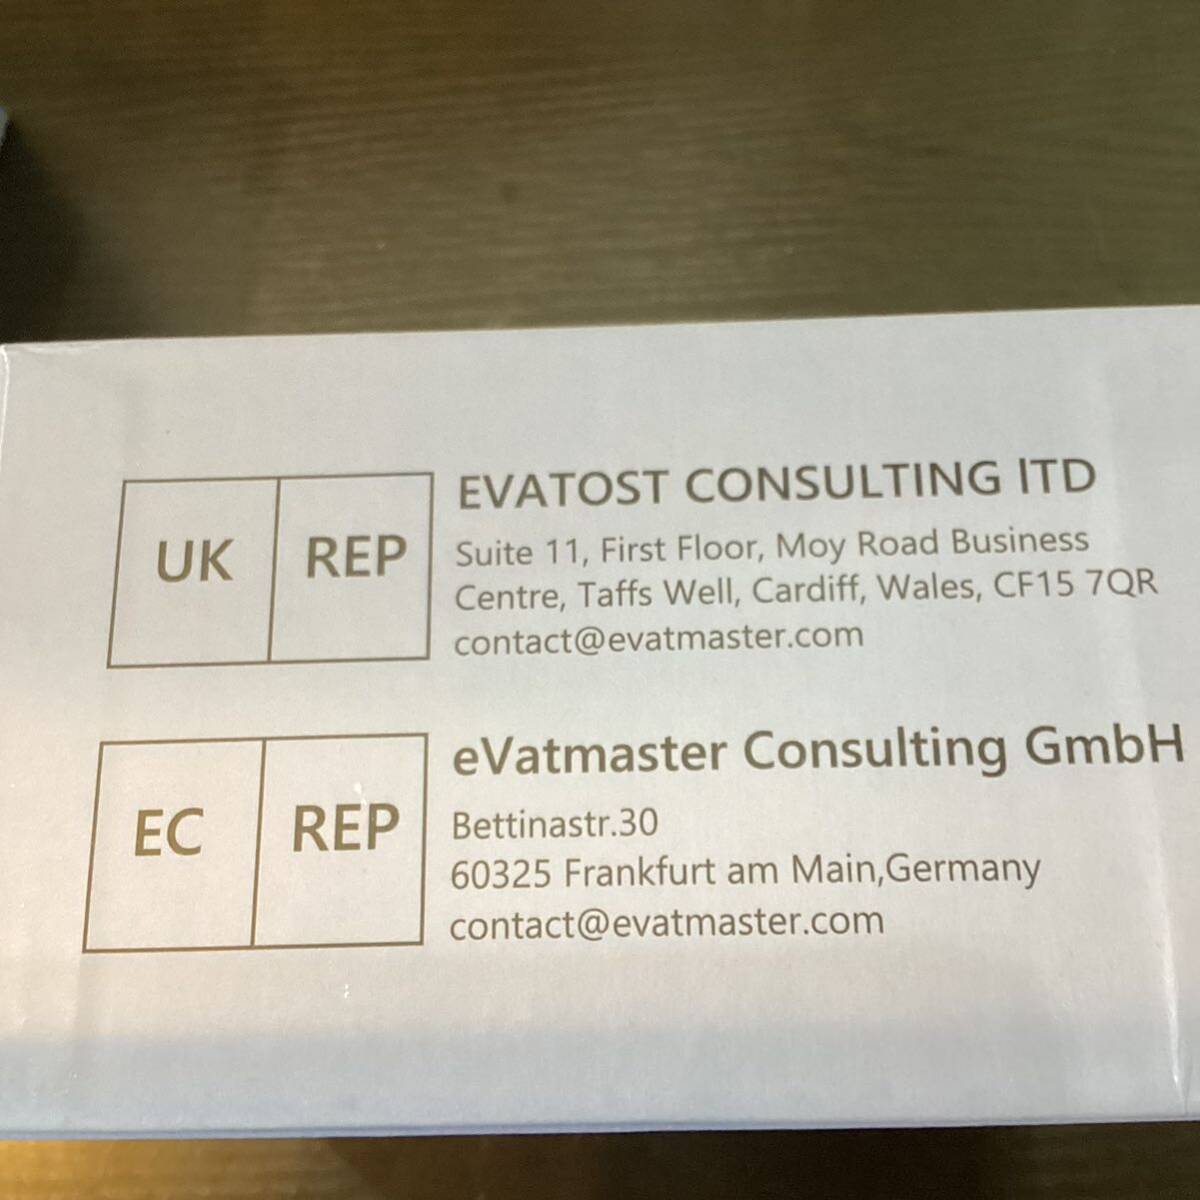 UK REP
EVATOST CONSULTING lTD
Suite 11, First Floor, Moy Road Business
Centre, Taffs Well, Cardiff, Wales, CF15 7QR
contact@evatmaster.com
EC REP
eVatmaster Consulting GmbH
Bettinastr.30
60325 Frankfurt am Main,Germany
contact@evatmaster.com